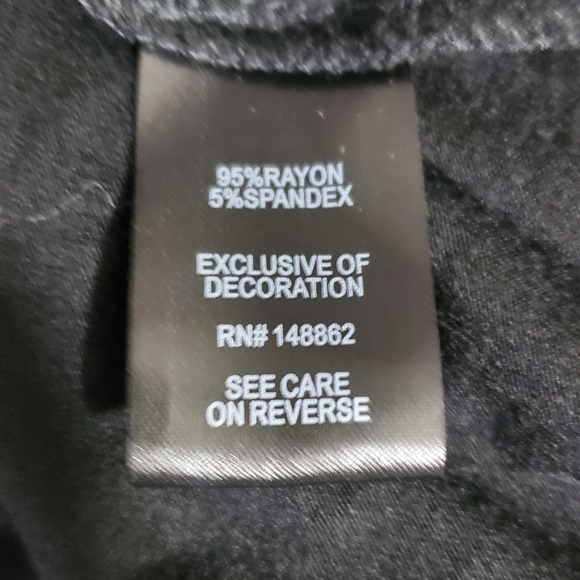 95%RAYON
5%SPANDEX
EXCLUSIVE OF
DECORATION
RN# 148862
SEE CARE
ON REVERSE